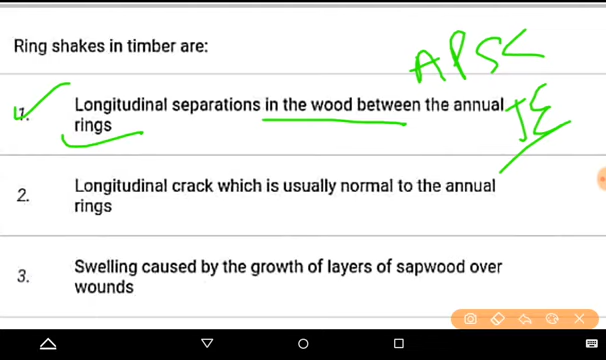 Ring shakes in timber are:
APSC
1. Longitudinal separations in the wood between the annual
rings
JE
2. Longitudinal crack which is usually normal to the annual
rings
3. Swelling caused by the growth of layers of sapwood over
wounds